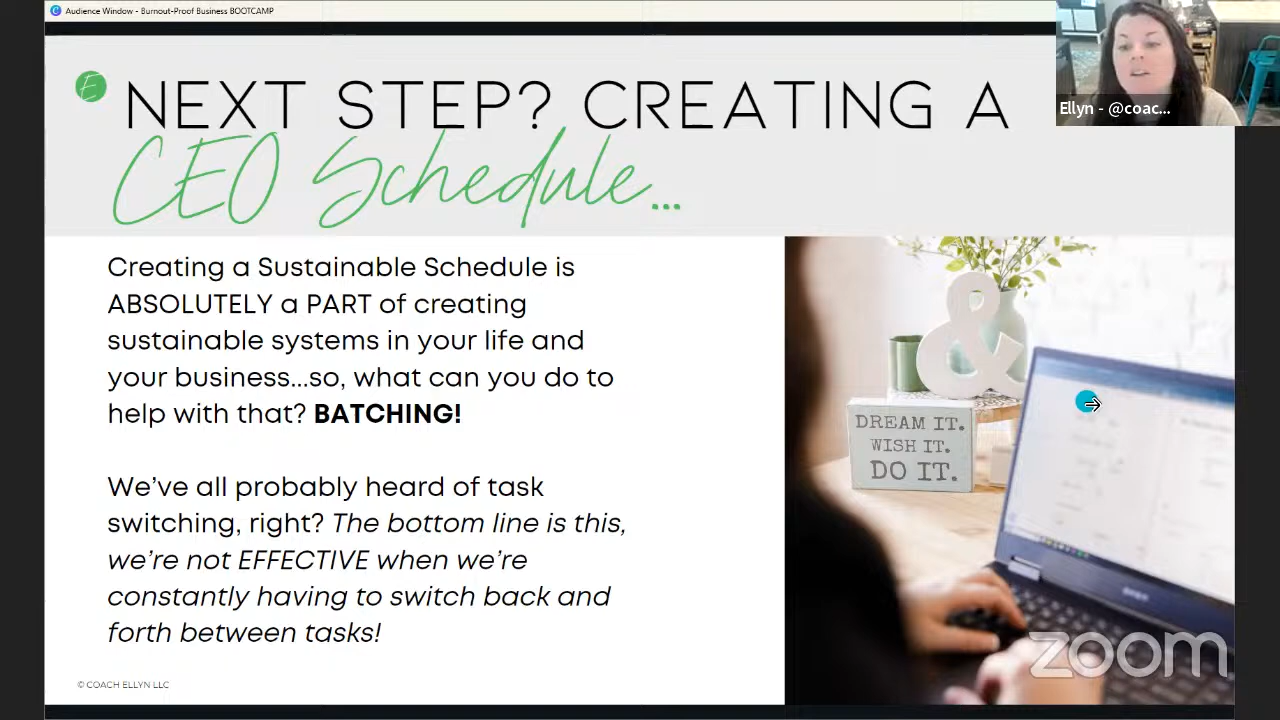 Audience Window - Burnout-Proof Business BOOTCAMP
E
NEXT STEP? CREATING A
CEO Schedule...
Ellyn - @coac...
Creating a Sustainable Schedule is
ABSOLUTELY a PART of creating
sustainable systems in your life and
your business...so, what can you do to
help with that? BATCHING!
We’ve all probably heard of task
switching, right? The bottom line is this,
we’re not EFFECTIVE when we’re
constantly having to switch back and
forth between tasks!
&
DREAM IT.
WISH IT.
DO IT.
© COACH ELLYN LLC
zoom